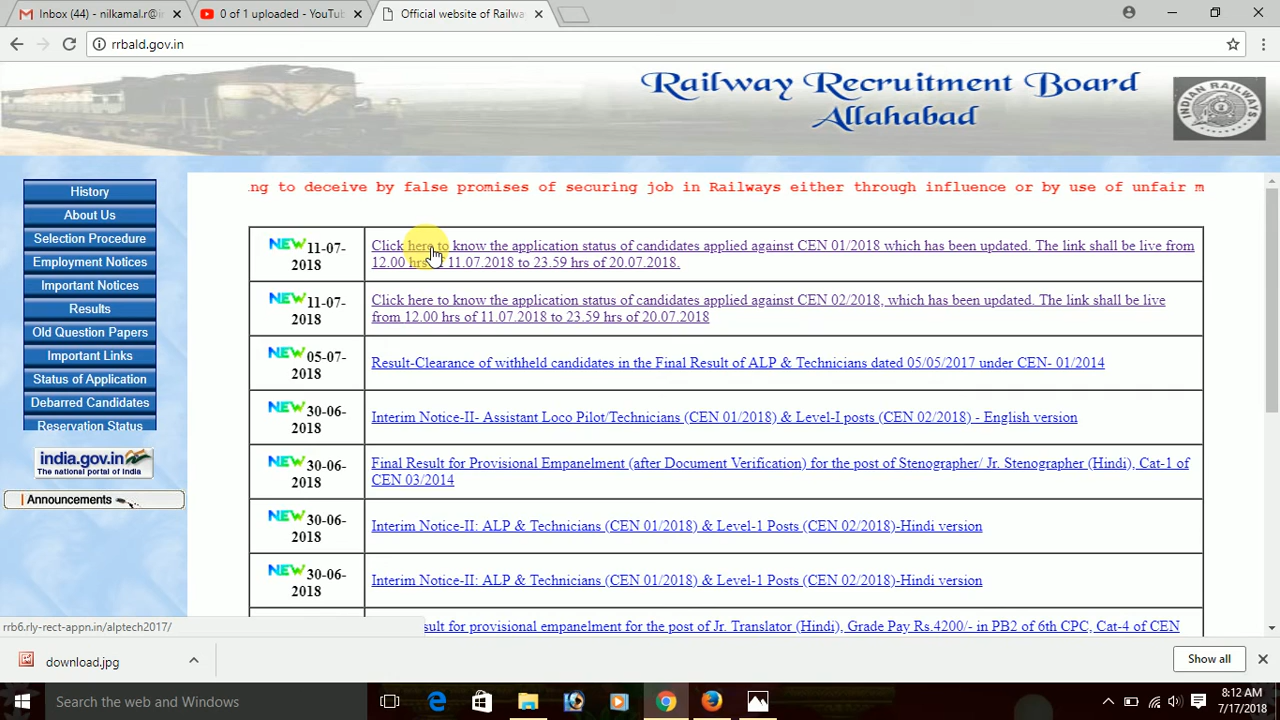 Inbox (44) - nilkamal.r@in
0 of 1 uploaded - YouTub
Official website of Railwa
rrbald.gov.in
Railway Recruitment Board
Allahabad
INDIAN RAILWAYS
History
About Us
Selection Procedure
Employment Notices
Important Notices
Results
Old Question Papers
Important Links
Status of Application
Debarred Candidates
Reservation Status
india.gov.in
The national portal of India
Announcements
ng to deceive by false promises of securing job in Railways either through influence or by use of unfair m
NEW 11-07-
2018
Click here to know the application status of candidates applied against CEN 01/2018 which has been updated. The link shall be live from
12.00 hrs of 11.07.2018 to 23.59 hrs of 20.07.2018.
NEW 11-07-
2018
Click here to know the application status of candidates applied against CEN 02/2018, which has been updated. The link shall be live
from 12.00 hrs of 11.07.2018 to 23.59 hrs of 20.07.2018
NEW 05-07-
2018
Result-Clearance of withheld candidates in the Final Result of ALP & Technicians dated 05/05/2017 under CEN- 01/2014
NEW 30-06-
2018
Interim Notice-II- Assistant Loco Pilot/Technicians (CEN 01/2018) & Level-I posts (CEN 02/2018) - English version
NEW 30-06-
2018
Final Result for Provisional Empanelment (after Document Verification) for the post of Stenographer/ Jr. Stenographer (Hindi), Cat-1 of
CEN 03/2014
NEW 30-06-
2018
Interim Notice-II: ALP & Technicians (CEN 01/2018) & Level-1 Posts (CEN 02/2018)-Hindi version
NEW 30-06-
2018
Interim Notice-II: ALP & Technicians (CEN 01/2018) & Level-1 Posts (CEN 02/2018)-Hindi version
sult for provisional empanelment for the post of Jr. Translator (Hindi), Grade Pay Rs.4200/- in PB2 of 6th CPC, Cat-4 of CEN
rrb6.rly-rect-appn.in/alptech2017/
download.jpg
Show all
Search the web and Windows
8:12 AM
7/17/2018